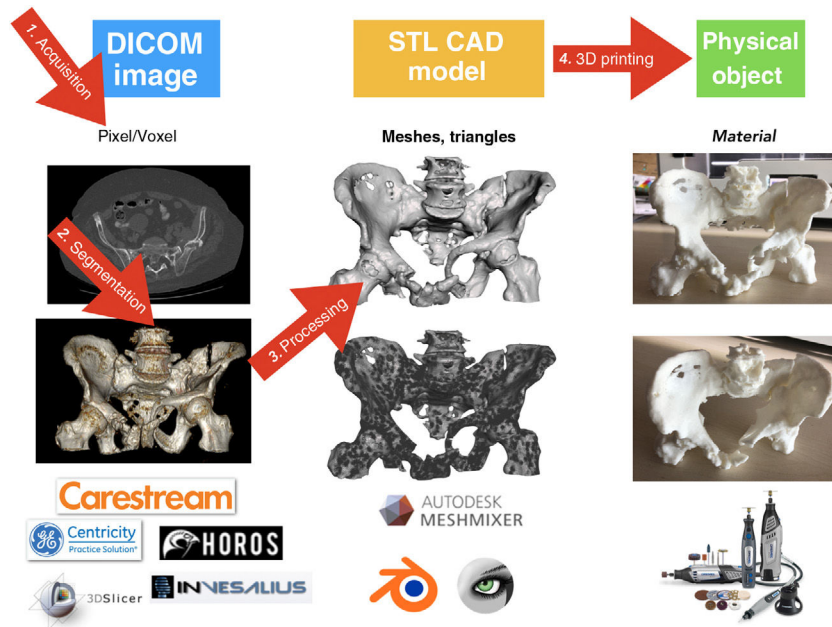 1. Acquisition
DICOM
image
STL CAD
model
4. 3D printing
Physical
object
Pixel/Voxel
Meshes, triangles
Material
2. Segmentation
3. Processing
Carestream
GE
Centricity
Practice Solution®
HOROS
3DSlicer
INVESALIUS
AUTODESK
MESHMIXER